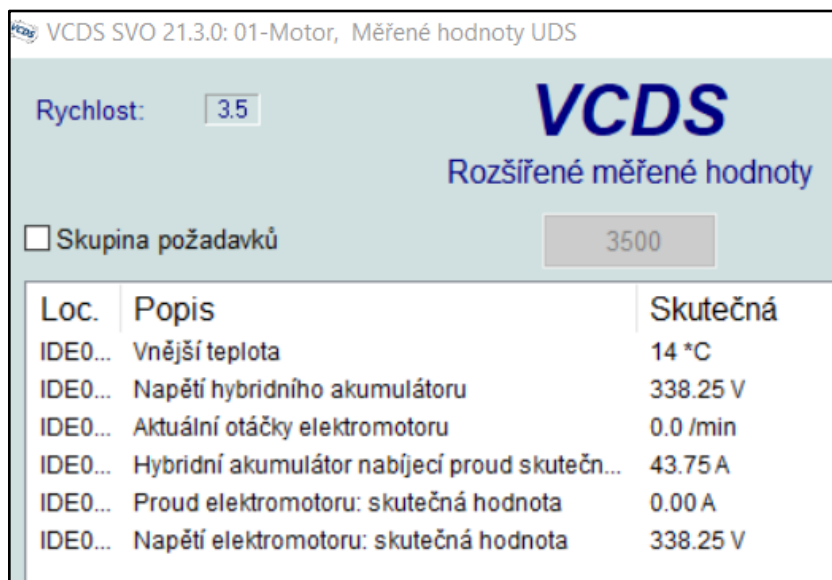 VCDS SVO 21.3.0: 01-Motor, Měřené hodnoty UDS
Rychlost: 3.5
VCDS
Rozšířené měřené hodnoty
Skupina požadavků 3500
Loc. Popis Skutečná
IDE0... Vnější teplota 14 *C
IDE0... Napětí hybridního akumulátoru 338.25 V
IDE0... Aktuální otáčky elektromotoru 0.0 /min
IDE0... Hybridní akumulátor nabíjecí proud skutečn... 43.75 A
IDE0... Proud elektromotoru: skutečná hodnota 0.00 A
IDE0... Napětí elektromotoru: skutečná hodnota 338.25 V